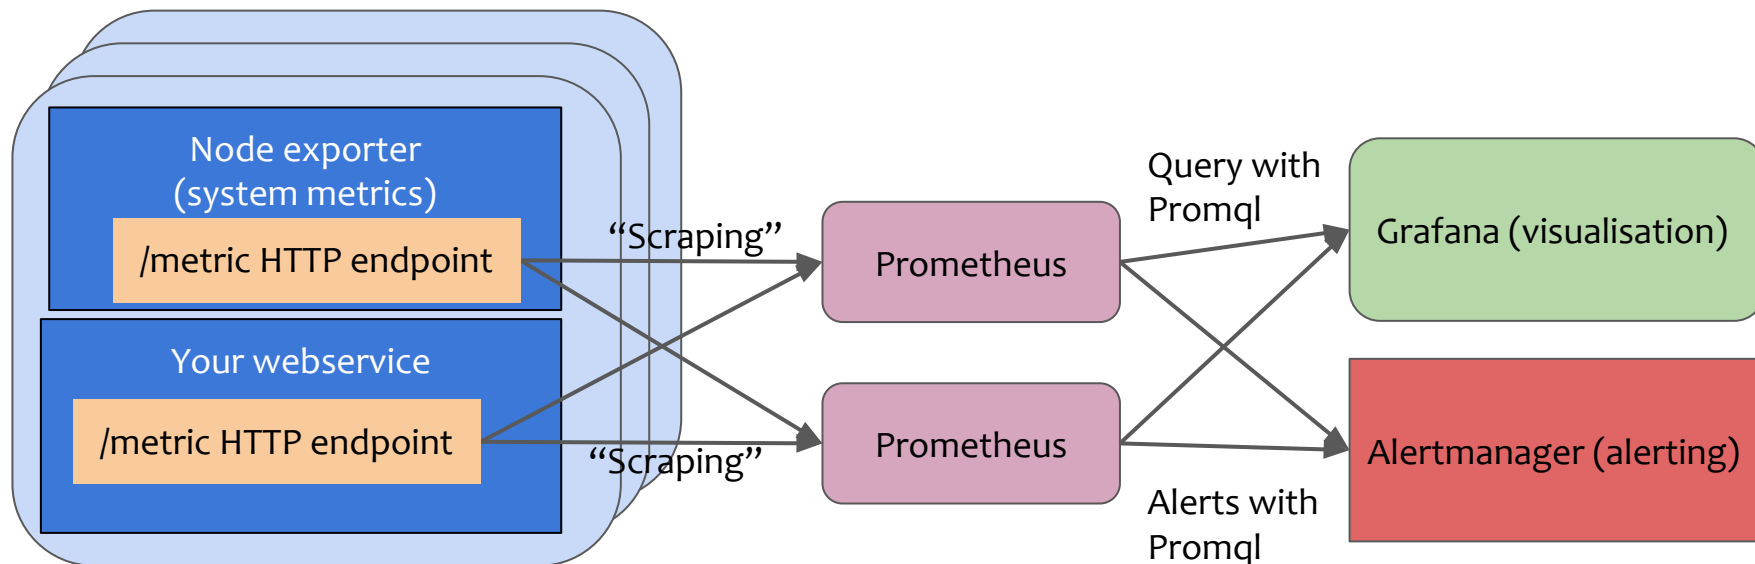 Node exporter
(system metrics)
/metric HTTP endpoint
Your webservice
/metric HTTP endpoint
“Scraping”
“Scraping”
Prometheus
Prometheus
Query with
Promql
Alerts with
Promql
Grafana (visualisation)
Alertmanager (alerting)